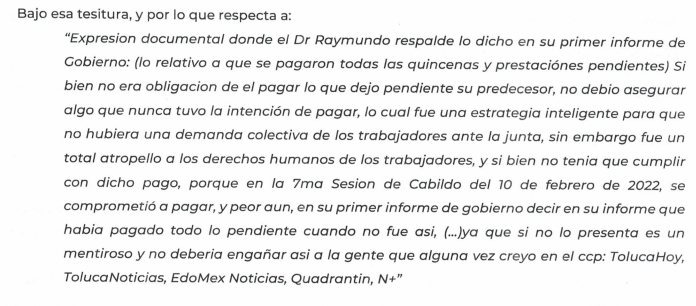 Bajo esa tesitura, y por lo que respecta a:
“Expresion documental donde el Dr Raymundo respalde lo dicho en su primer informe de
Gobierno: (lo relativo a que se pagaron todas las quincenas y prestaciónes pendientes) Si
bien no era obligacion de el pagar lo que dejo pendiente su predecesor, no debio asegurar
algo que nunca tuvo la intención de pagar, lo cual fue una estrategia inteligente para que
no hubiera una demanda colectiva de los trabajadores ante la junta, sin embargo fue un
total atropello a los derechos humanos de los trabajadores, y si bien no tenia que cumplir
con dicho pago, porque en la 7ma Sesion de Cabildo del 10 de febrero de 2022, se
comprometió a pagar, y peor aun, en su primer informe de gobierno decir en su informe que
habia pagado todo lo pendiente cuando no fue asi, (...)ya que si no lo presenta es un
mentiroso y no deberia engañar asi a la gente que alguna vez creyo en el ccp: TolucaHoy,
TolucaNoticias, EdoMex Noticias, Quadrantin, N+”